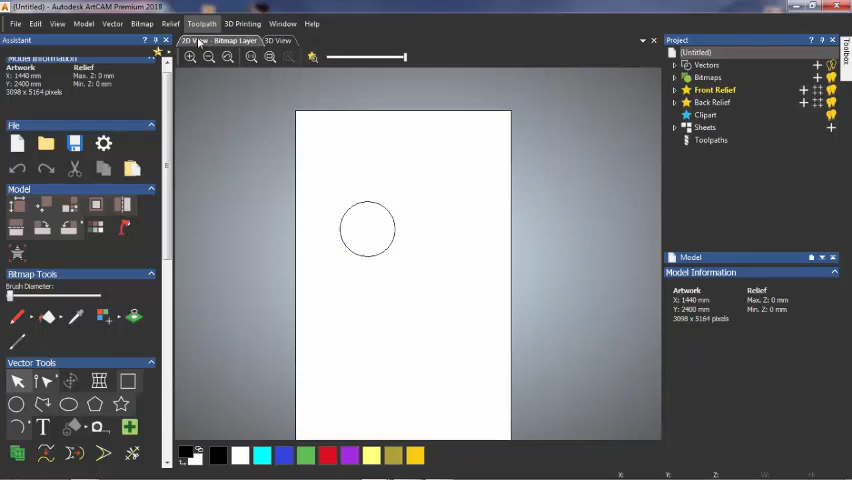 (Untitled) - Autodesk ArtCAM Premium 2018
File Edit View Model Vector Bitmap Relief Toolpath 3D Printing Window Help
Assistant
2D View - Bitmap Layer
3D View
Model Information
Artwork Relief
X: 1440 mm Max. Z: 0 mm
Y: 2400 mm Min. Z: 0 mm
3098 x 5164 pixels
File
Model
Bitmap Tools
Brush Diameter:
Vector Tools
Project
(Untitled)
Vectors
Bitmaps
Front Relief
Back Relief
Clipart
Sheets
Toolpaths
Toolbox
Model
Model Information
Artwork Relief
X: 1440 mm Max. Z: 0 mm
Y: 2400 mm Min. Z: 0 mm
3098 x 5164 pixels
X: Y: Z: W: H: